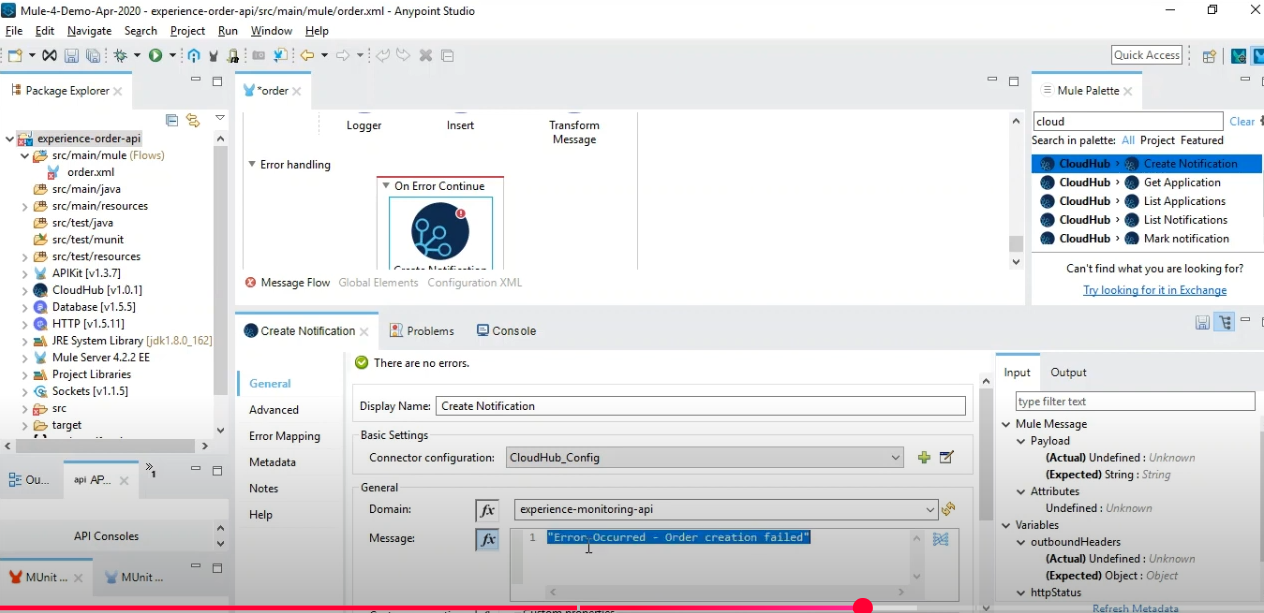 Mule-4-Demo-Apr-2020 - experience-order-api/src/main/mule/order.xml - Anypoint Studio
File Edit Navigate Search Project Run Window Help
Quick Access
Package Explorer
*order
Mule Palette
experience-order-api
src/main/mule (Flows)
order.xml
src/main/java
src/main/resources
src/test/java
src/test/munit
src/test/resources
APIKit [v1.3.7]
CloudHub [v1.0.1]
Database [v1.5.5]
HTTP [v1.5.11]
JRE System Library [jdk1.8.0_162]
Mule Server 4.2.2 EE
Project Libraries
Sockets [v1.1.5]
src
target
Logger Insert Transform
Message
Error handling
On Error Continue
Create Notification
Message Flow Global Elements Configuration XML
cloud Clear
Search in palette: All Project Featured
CloudHub › Create Notification
CloudHub › Get Application
CloudHub › List Applications
CloudHub › List Notifications
CloudHub › Mark notification
Can't find what you are looking for?
Try looking for it in Exchange
Ou... api AP... »1
API Consoles
MUnit ... MUnit ...
Create Notification Problems Console
General
Advanced
Error Mapping
Metadata
Notes
Help
There are no errors.
Display Name: Create Notification
Basic Settings
Connector configuration: CloudHub_Config
General
Domain: fx experience-monitoring-api
Message: fx 1 "Error Occurred - Order creation failed"
Custom properties
Input Output
type filter text
Mule Message
Payload
(Actual) Undefined : Unknown
(Expected) String : String
Attributes
Undefined : Unknown
Variables
outboundHeaders
(Actual) Undefined : Unknown
(Expected) Object : Object
httpStatus
Refresh Metadata